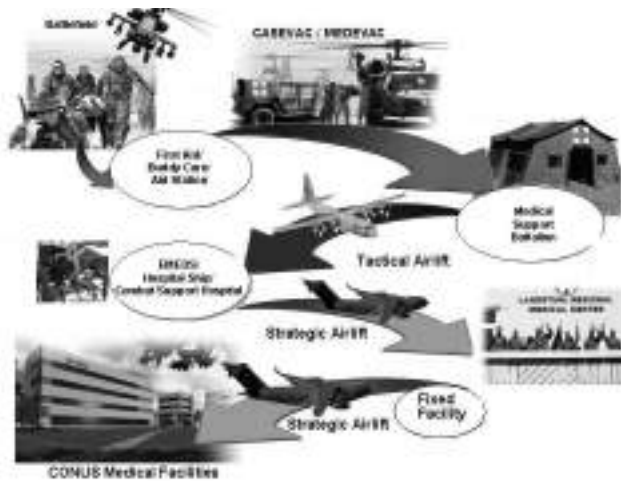 Battlefield
CASEVAC / MEDEVAC
First Aid/
Buddy Care/
Aid Station
Medical
Support
Battalion
Tactical Airlift
EMEDS/
Hospital Ship/
Combat Support Hospital
LANDSTUHL REGIONAL
MEDICAL CENTER
Strategic Airlift
Fixed
Facility
Strategic Airlift
CONUS Medical Facilities